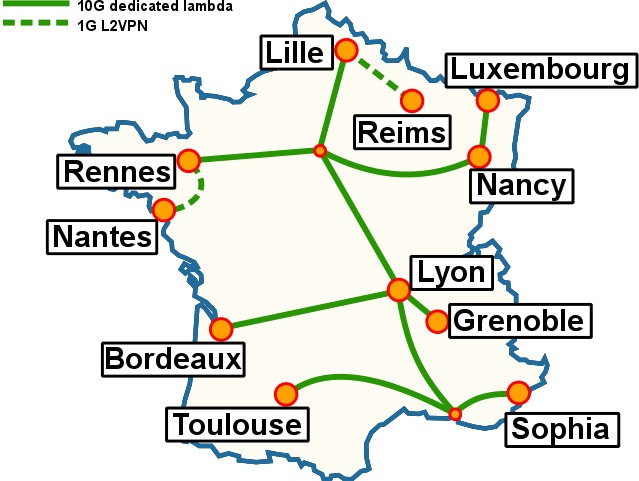 10G dedicated lambda
1G L2VPN
Lille
Luxembourg
Reims
Rennes
Nancy
Nantes
Lyon
Grenoble
Bordeaux
Toulouse
Sophia